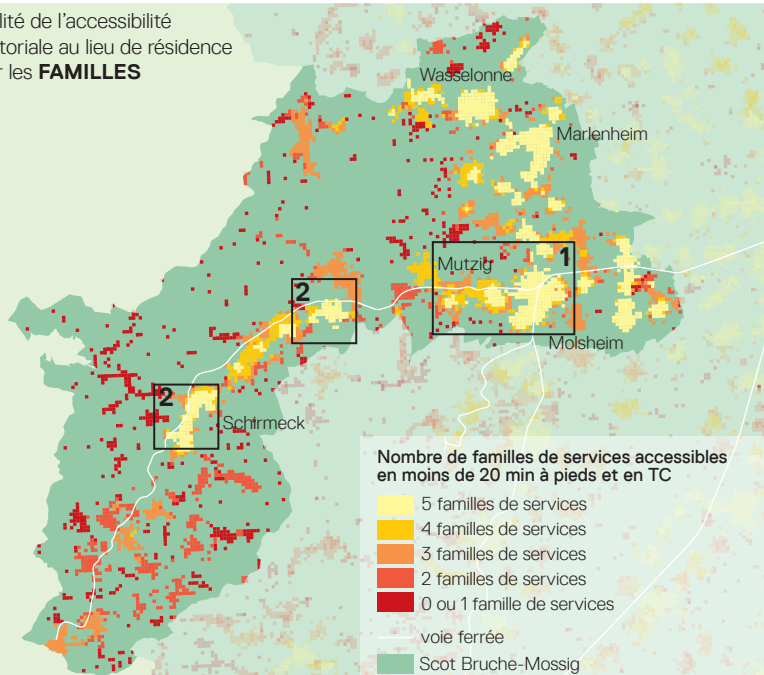 lité de l'accessibilité
toriale au lieu de résidence
r les FAMILLES
Wasselonne
Marlenheim
1
Mutzig
2
Molsheim
2
Schirmeck
Nombre de familles de services accessibles
en moins de 20 min à pieds et en TC
5 familles de services
4 familles de services
3 familles de services
2 familles de services
0 ou 1 famille de services
voie ferrée
Scot Bruche-Mossig